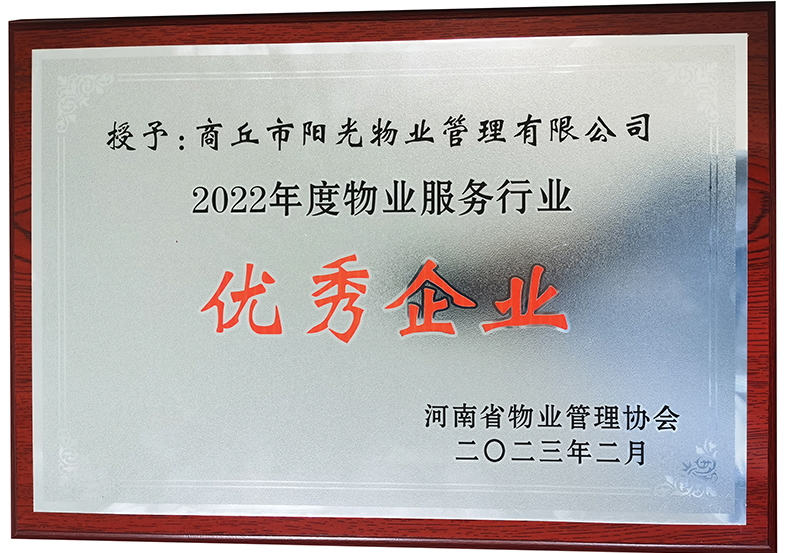 授予:商丘市阳光物业管理有限公司
2022年度物业服务行业
优秀企业
河南省物业管理协会
二〇二三年二月